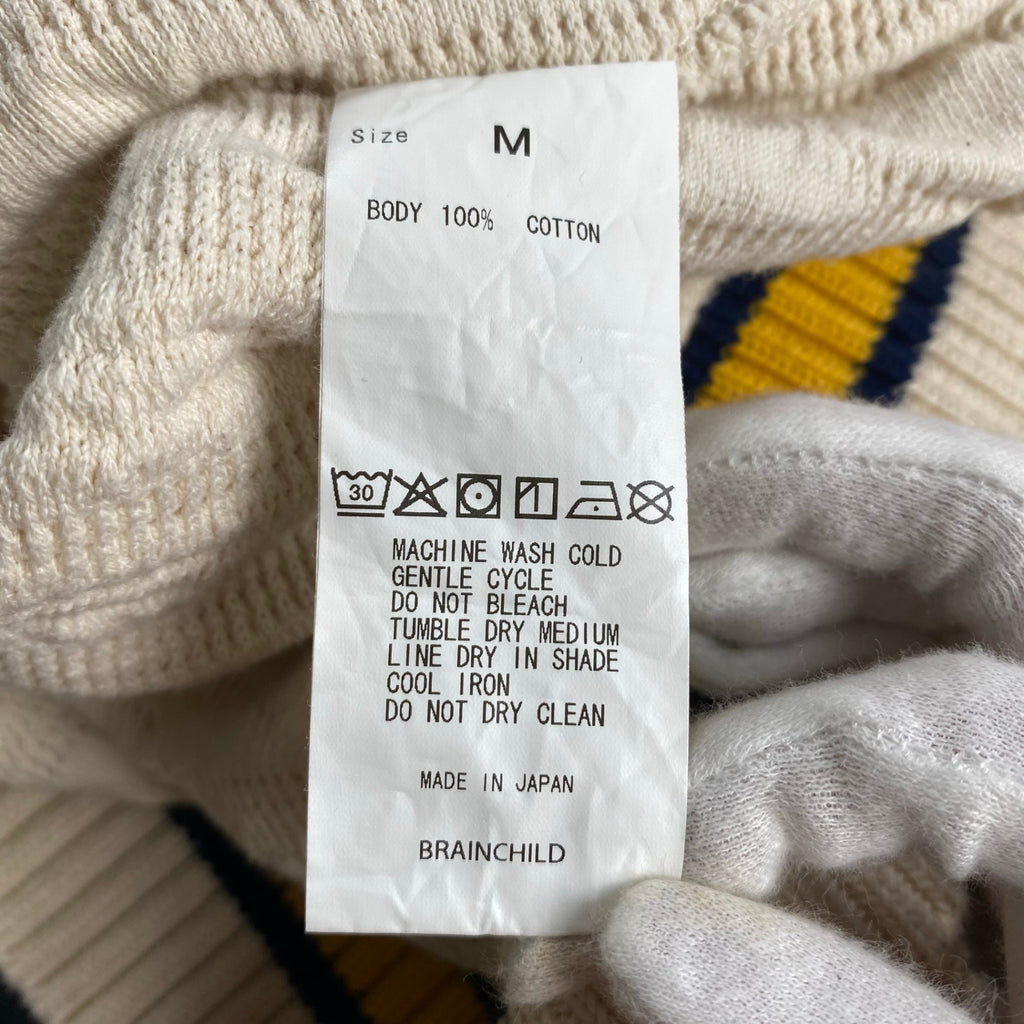 Size M
BODY 100% COTTON
30
MACHINE WASH COLD
GENTLE CYCLE
DO NOT BLEACH
TUMBLE DRY MEDIUM
LINE DRY IN SHADE
COOL IRON
DO NOT DRY CLEAN
MADE IN JAPAN
BRAINCHILD